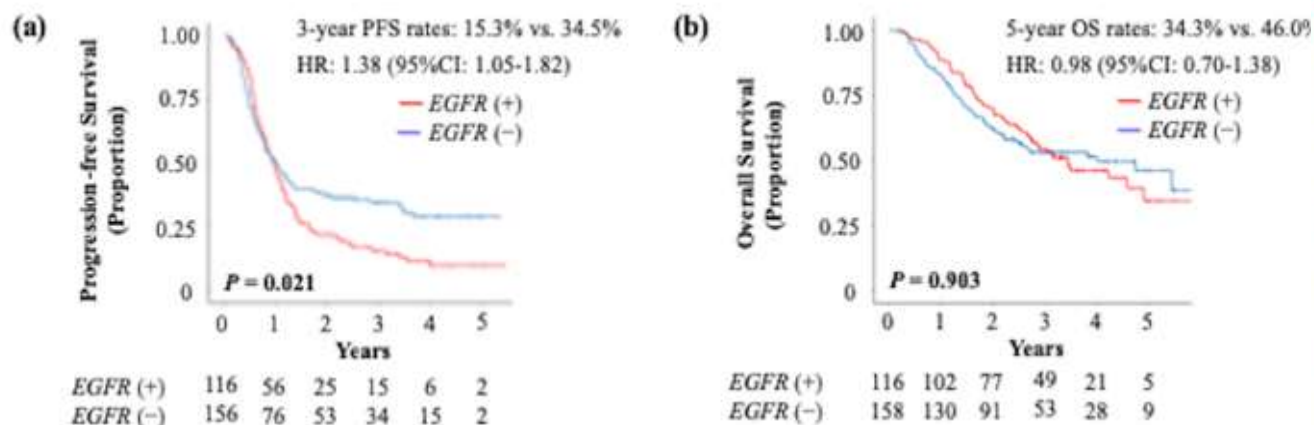 (a)
3-year PFS rates: 15.3% vs. 34.5%
HR: 1.38 (95%CI: 1.05-1.82)
EGFR (+)
EGFR (−)
Progression-free Survival
(Proportion)
1.00
0.75
0.50
0.25
0
P = 0.021
0 1 2 3 4 5
Years
EGFR (+) 116 56 25 15 6 2
EGFR (−) 156 76 53 34 15 2
(b)
5-year OS rates: 34.3% vs. 46.0%
HR: 0.98 (95%CI: 0.70-1.38)
EGFR (+)
EGFR (−)
Overall Survival
(Proportion)
1.00
0.75
0.50
0.25
0
P = 0.903
0 1 2 3 4 5
Years
EGFR (+) 116 102 77 49 21 5
EGFR (−) 158 130 91 53 28 9